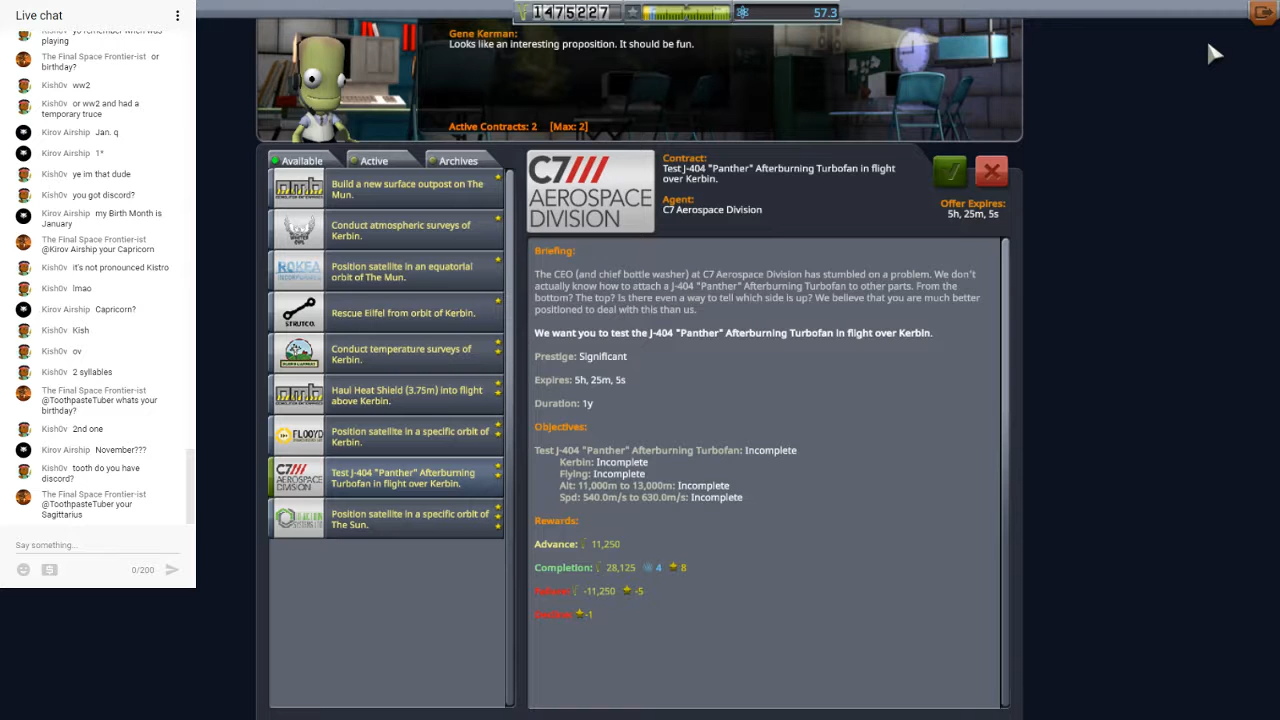 Live chat
yo remember when was
playing
The Final Space Frontier-ist or
birthday?
Kish0v ww2
Kish0v or ww2 and had a
temporary truce
Kirov Airship Jan. q
Kirov Airship 1*
Kish0v ye im that dude
Kish0v you got discord?
Kirov Airship my Birth Month is
January
The Final Space Frontier-ist
@Kirov Airship your Capricorn
Kish0v it's not pronounced Kistro
Kish0v lmao
Kirov Airship Capricorn?
Kish0v Kish
Kish0v ov
Kish0v 2 syllables
The Final Space Frontier-ist
@ToothpasteTuber whats your
birthday?
Kish0v 2nd one
Kirov Airship November???
Kish0v tooth do you have
discord?
The Final Space Frontier-ist
@ToothpasteTuber your
Sagittarius
Say something...
0/200
1475227
57.3
Gene Kerman:
Looks like an interesting proposition. It should be fun.
Active Contracts: 2 [Max: 2]
Available
Active
Archives
Build a new surface outpost on The
Mun.
Conduct atmospheric surveys of
Kerbin.
Position satellite in an equatorial
orbit of The Mun.
STRUTCO.
Rescue Eilfel from orbit of Kerbin.
Conduct temperature surveys of
Kerbin.
Haul Heat Shield (3.75m) into flight
above Kerbin.
FLOOYD
Position satellite in a specific orbit of
Kerbin.
C7///
AEROSPACE
DIVISION
Test J-404 "Panther" Afterburning
Turbofan in flight over Kerbin.
Position satellite in a specific orbit of
The Sun.
C7///
AEROSPACE
DIVISION
Contract:
Test J-404 "Panther" Afterburning Turbofan in flight
over Kerbin.
Agent:
C7 Aerospace Division
Offer Expires:
5h, 25m, 5s
Briefing:
The CEO (and chief bottle washer) at C7 Aerospace Division has stumbled on a problem. We don't
actually know how to attach a J-404 "Panther" Afterburning Turbofan to other parts. From the
bottom? The top? Is there even a way to tell which side is up? We believe that you are much better
positioned to deal with this than us.
We want you to test the J-404 "Panther" Afterburning Turbofan in flight over Kerbin.
Prestige: Significant
Expires: 5h, 25m, 5s
Duration: 1y
Objectives:
Test J-404 "Panther" Afterburning Turbofan: Incomplete
Kerbin: Incomplete
Flying: Incomplete
Alt: 11,000m to 13,000m: Incomplete
Spd: 540.0m/s to 630.0m/s: Incomplete
Rewards:
Advance: 11,250
Completion: 28,125 4 8
Failure: -11,250 -5
-1